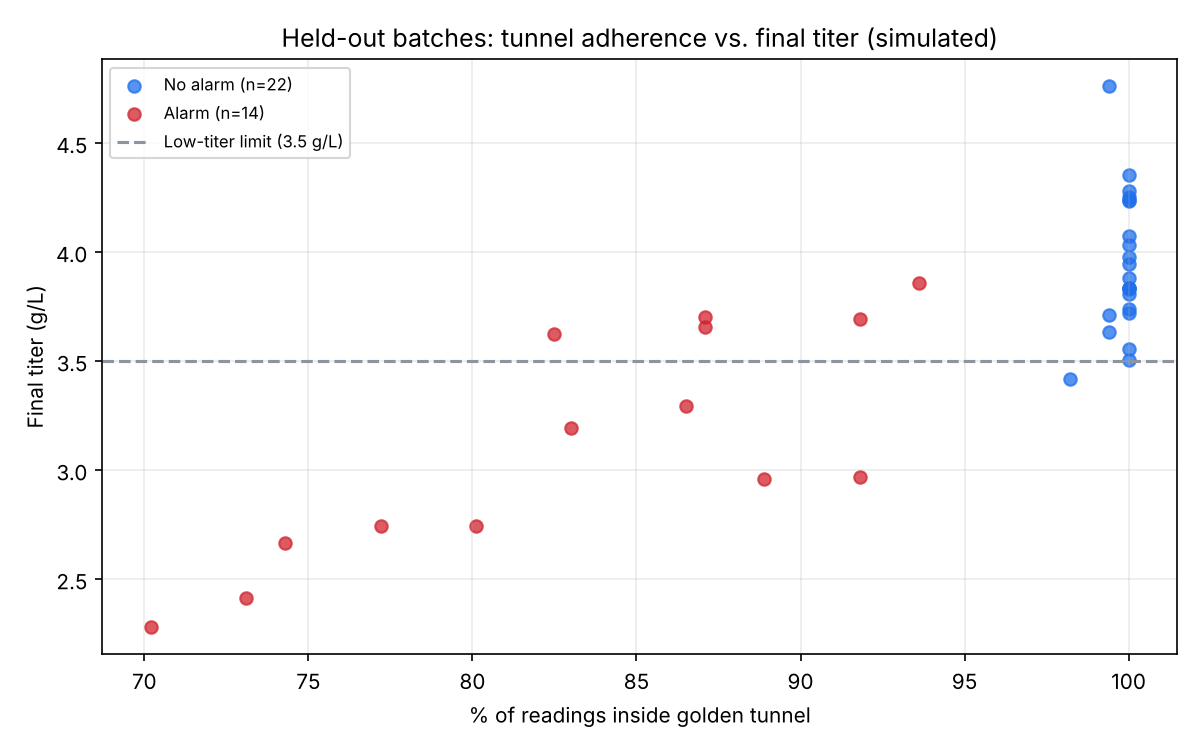 Held-out batches: tunnel adherence vs. final titer (simulated)
No alarm (n=22)
Alarm (n=14)
Low-titer limit (3.5 g/L)
4.5
4.0
3.5
3.0
2.5
Final titer (g/L)
70 75 80 85 90 95 100
% of readings inside golden tunnel